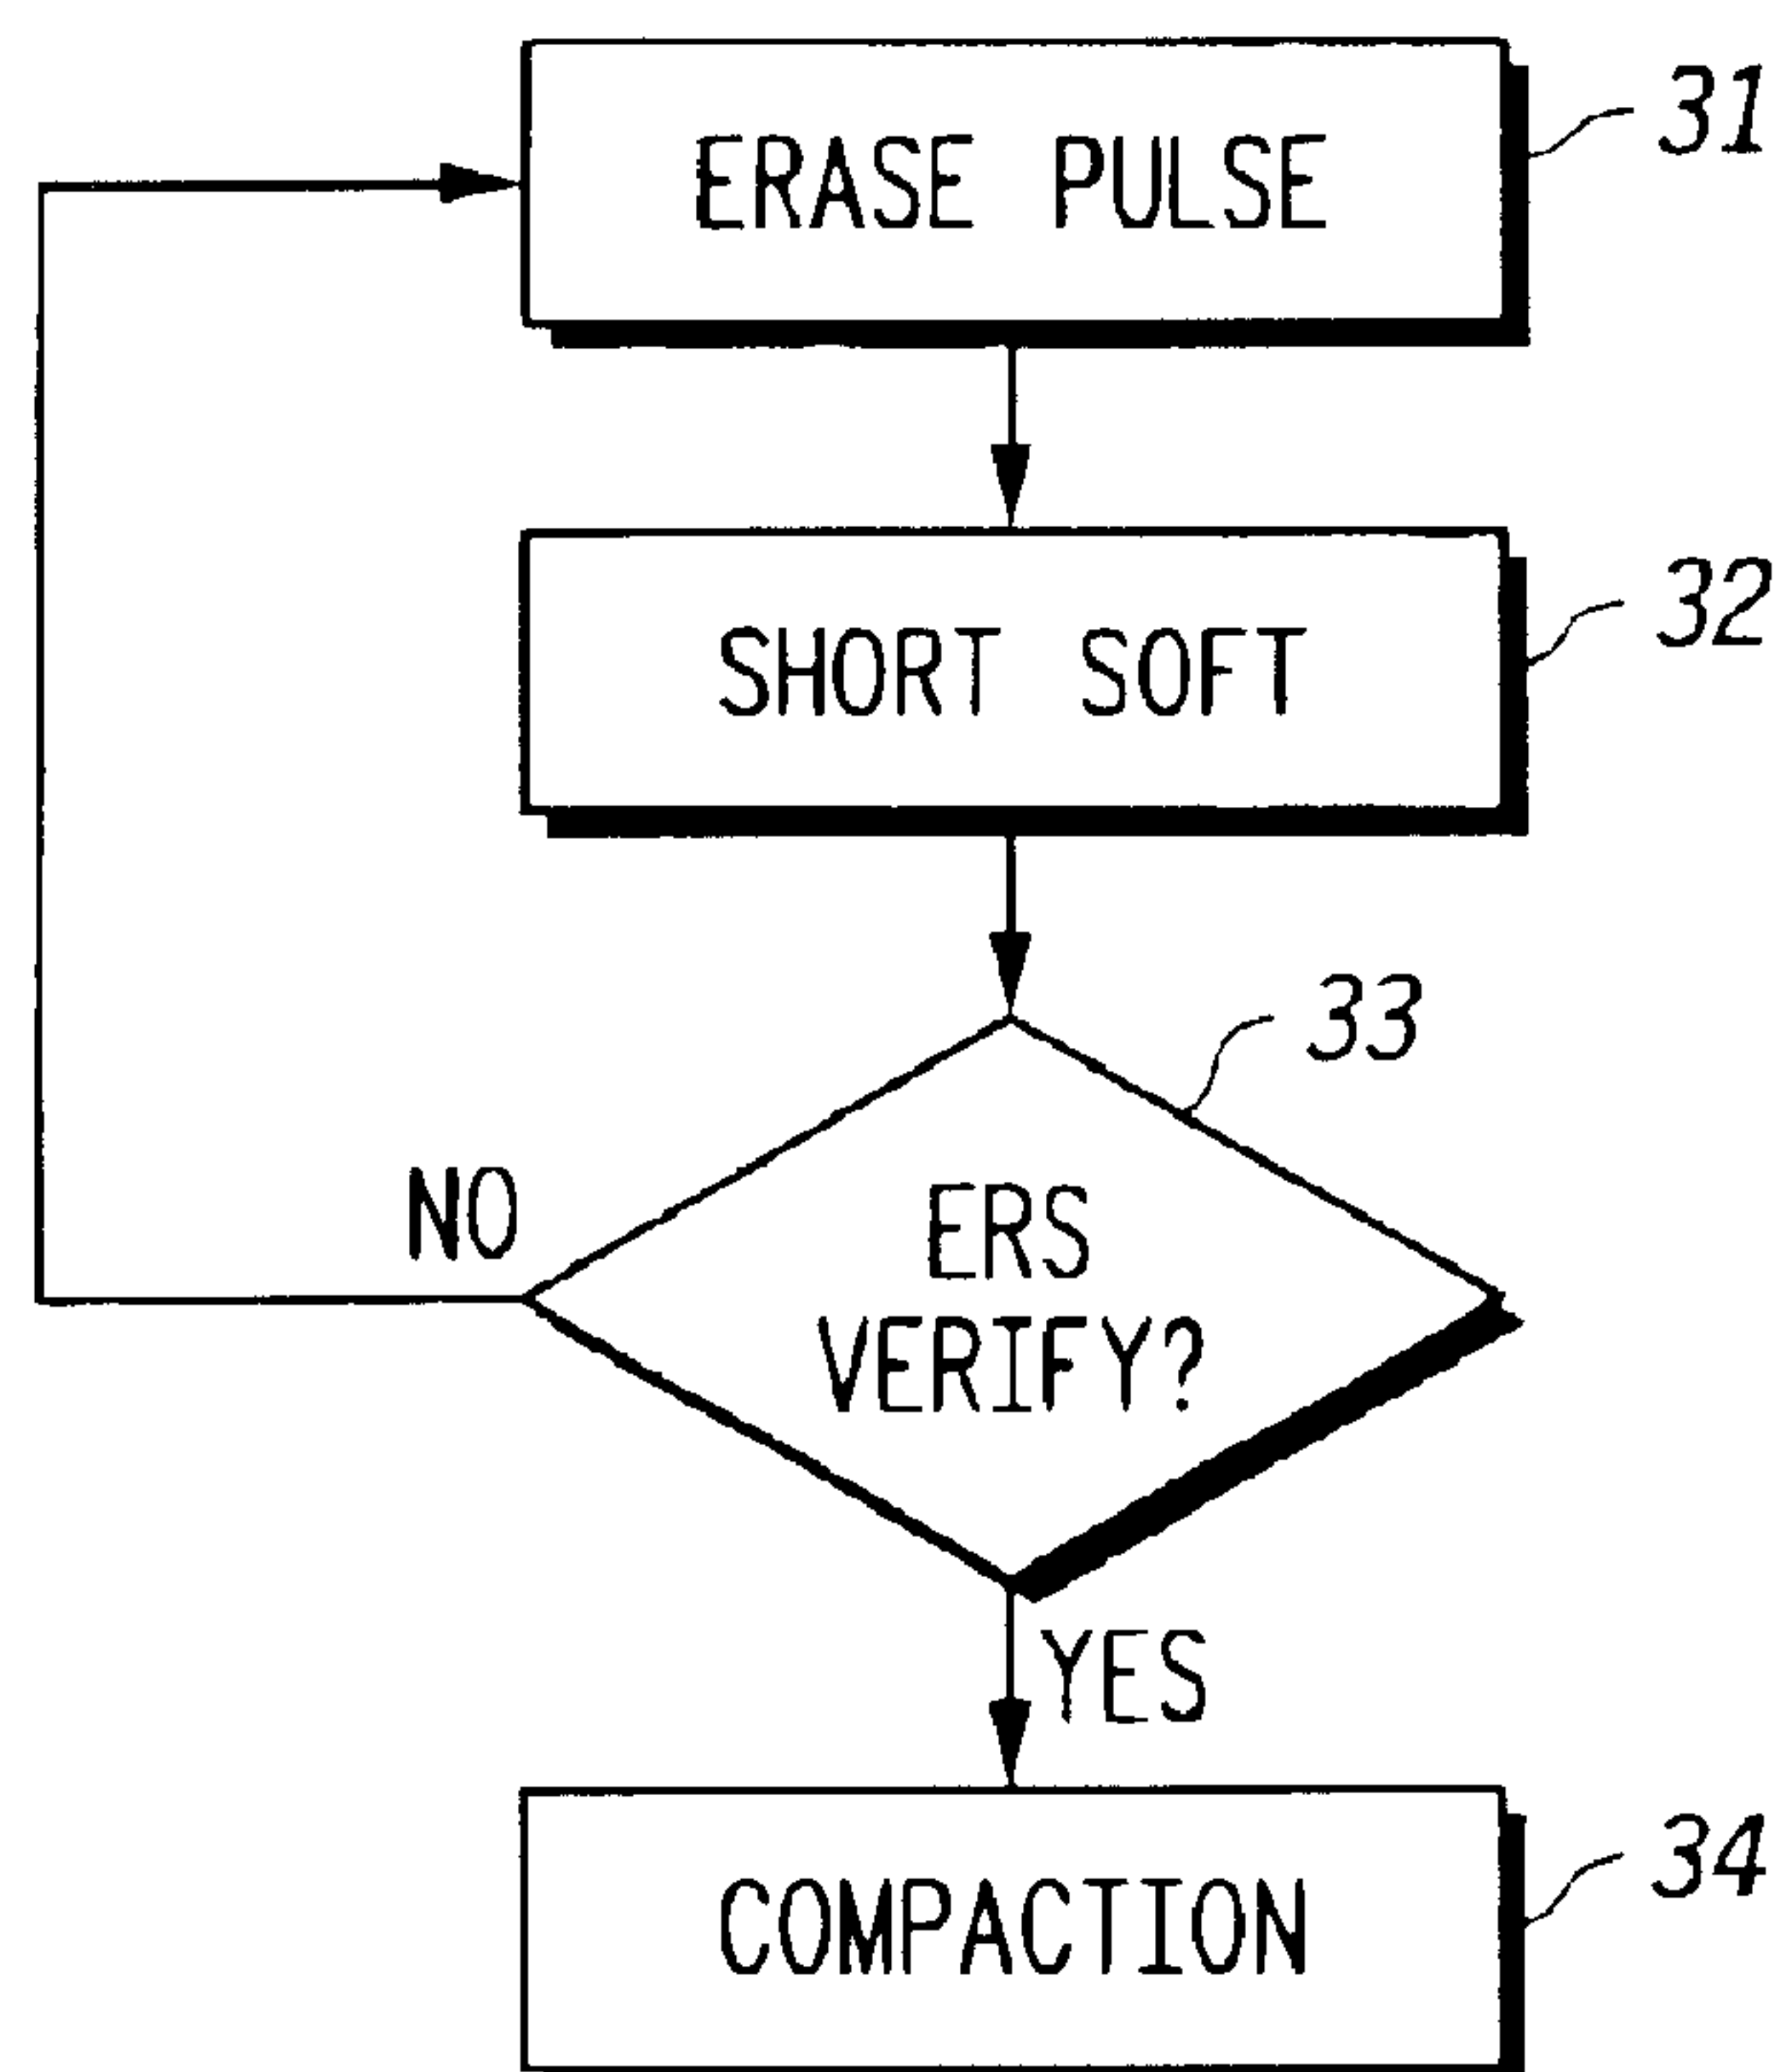 ERASE PULSE
31
SHORT SOFT
32
33
NO
ERS
VERIFY?
YES
COMPACTION
34